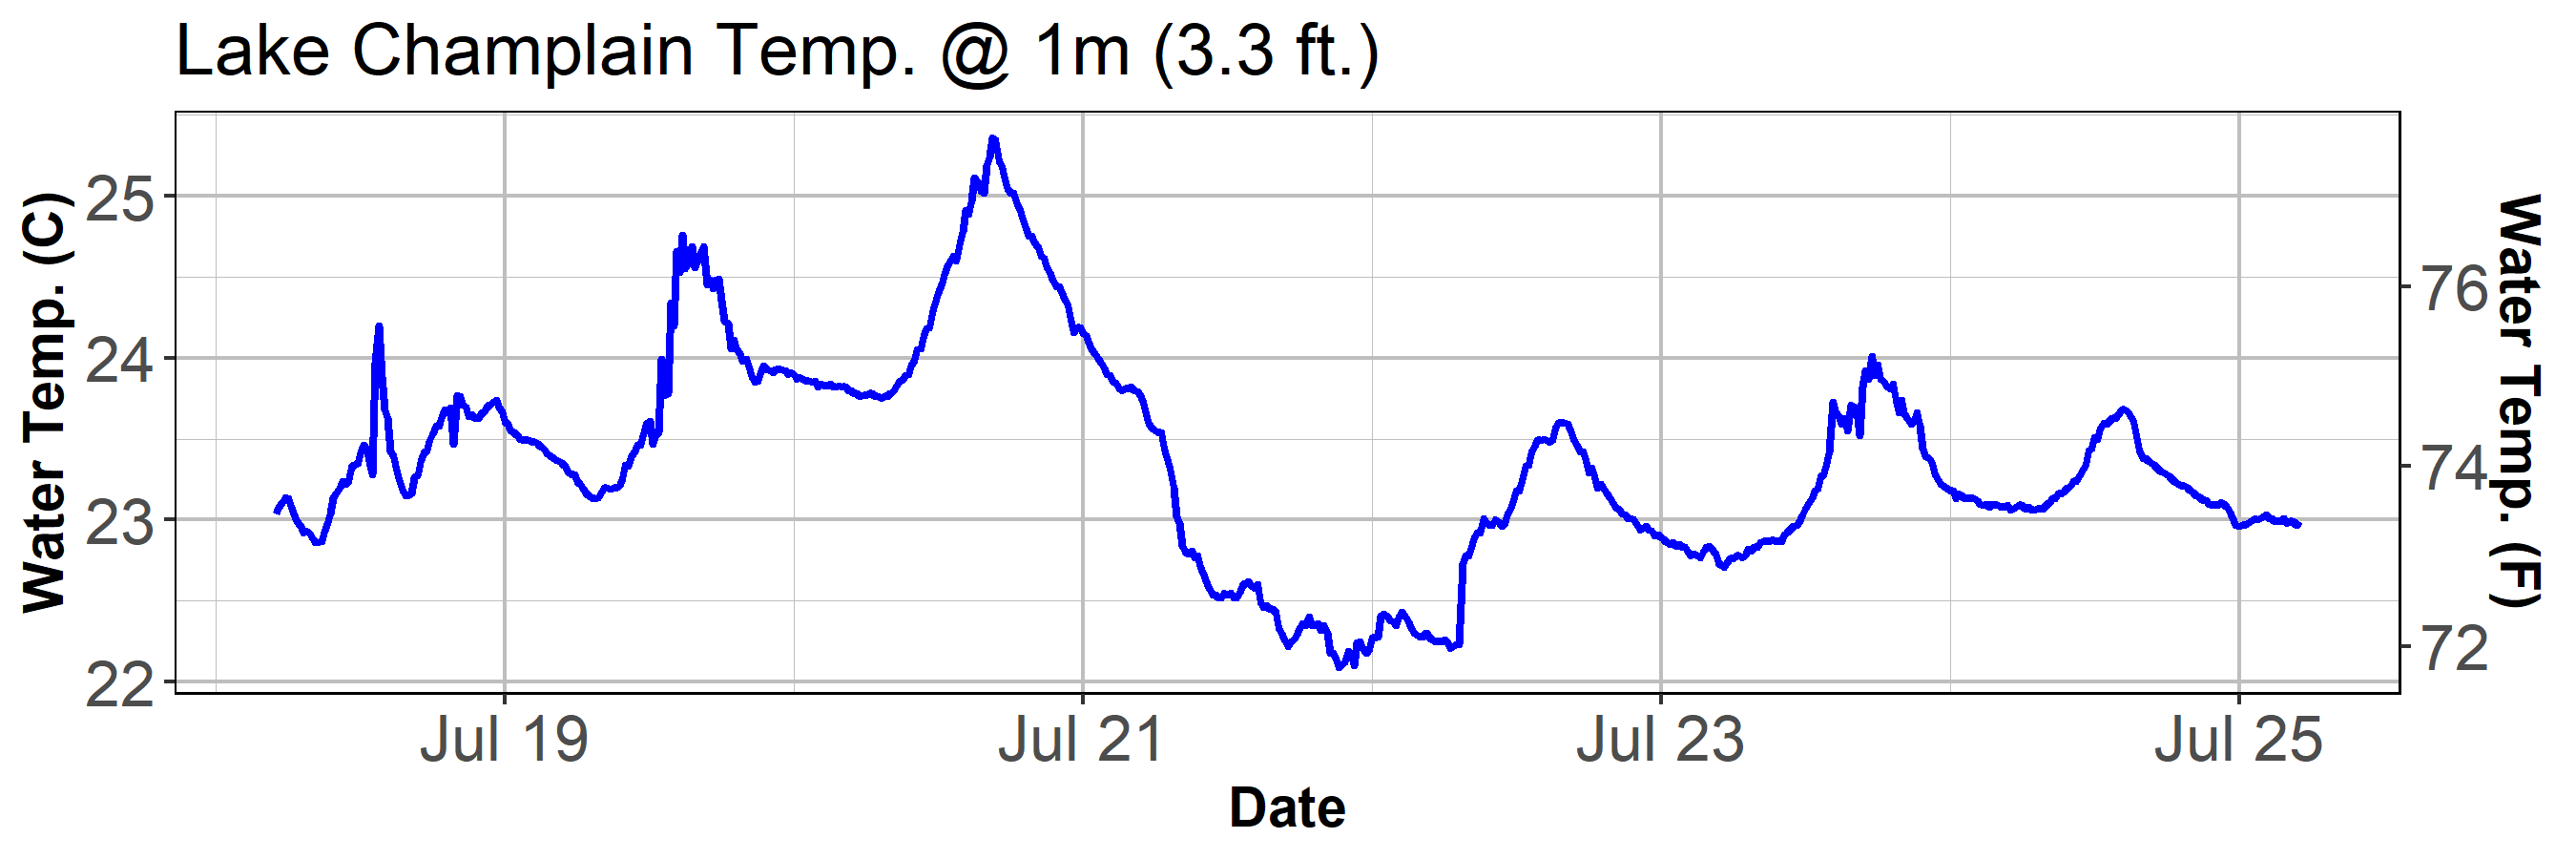 Lake Champlain Temp. @ 1m (3.3 ft.)
Water Temp. (C)
25
24
23
22
76
74
72
Water Temp. (F)
Jul 19
Jul 21
Jul 23
Jul 25
Date